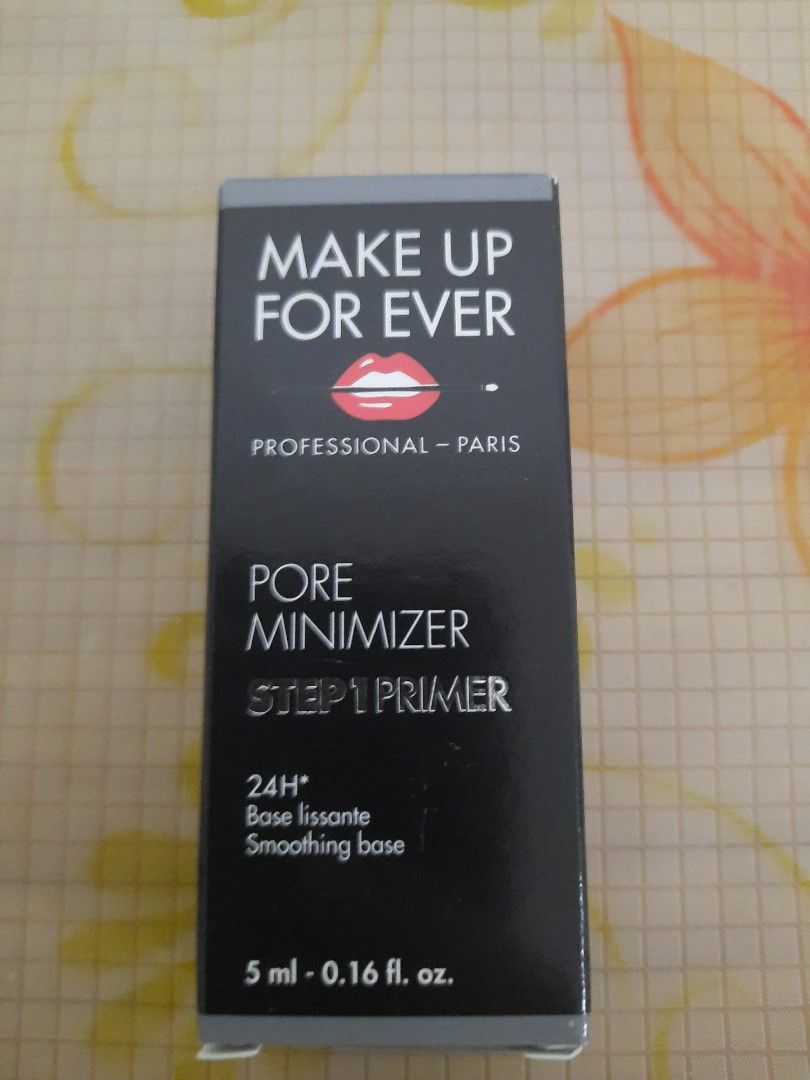 MAKE UP
FOR EVER
PROFESSIONAL – PARIS
PORE
MINIMIZER
STEP 1 PRIMER
24H*
Base lissante
Smoothing base
5 ml - 0.16 fl. oz.